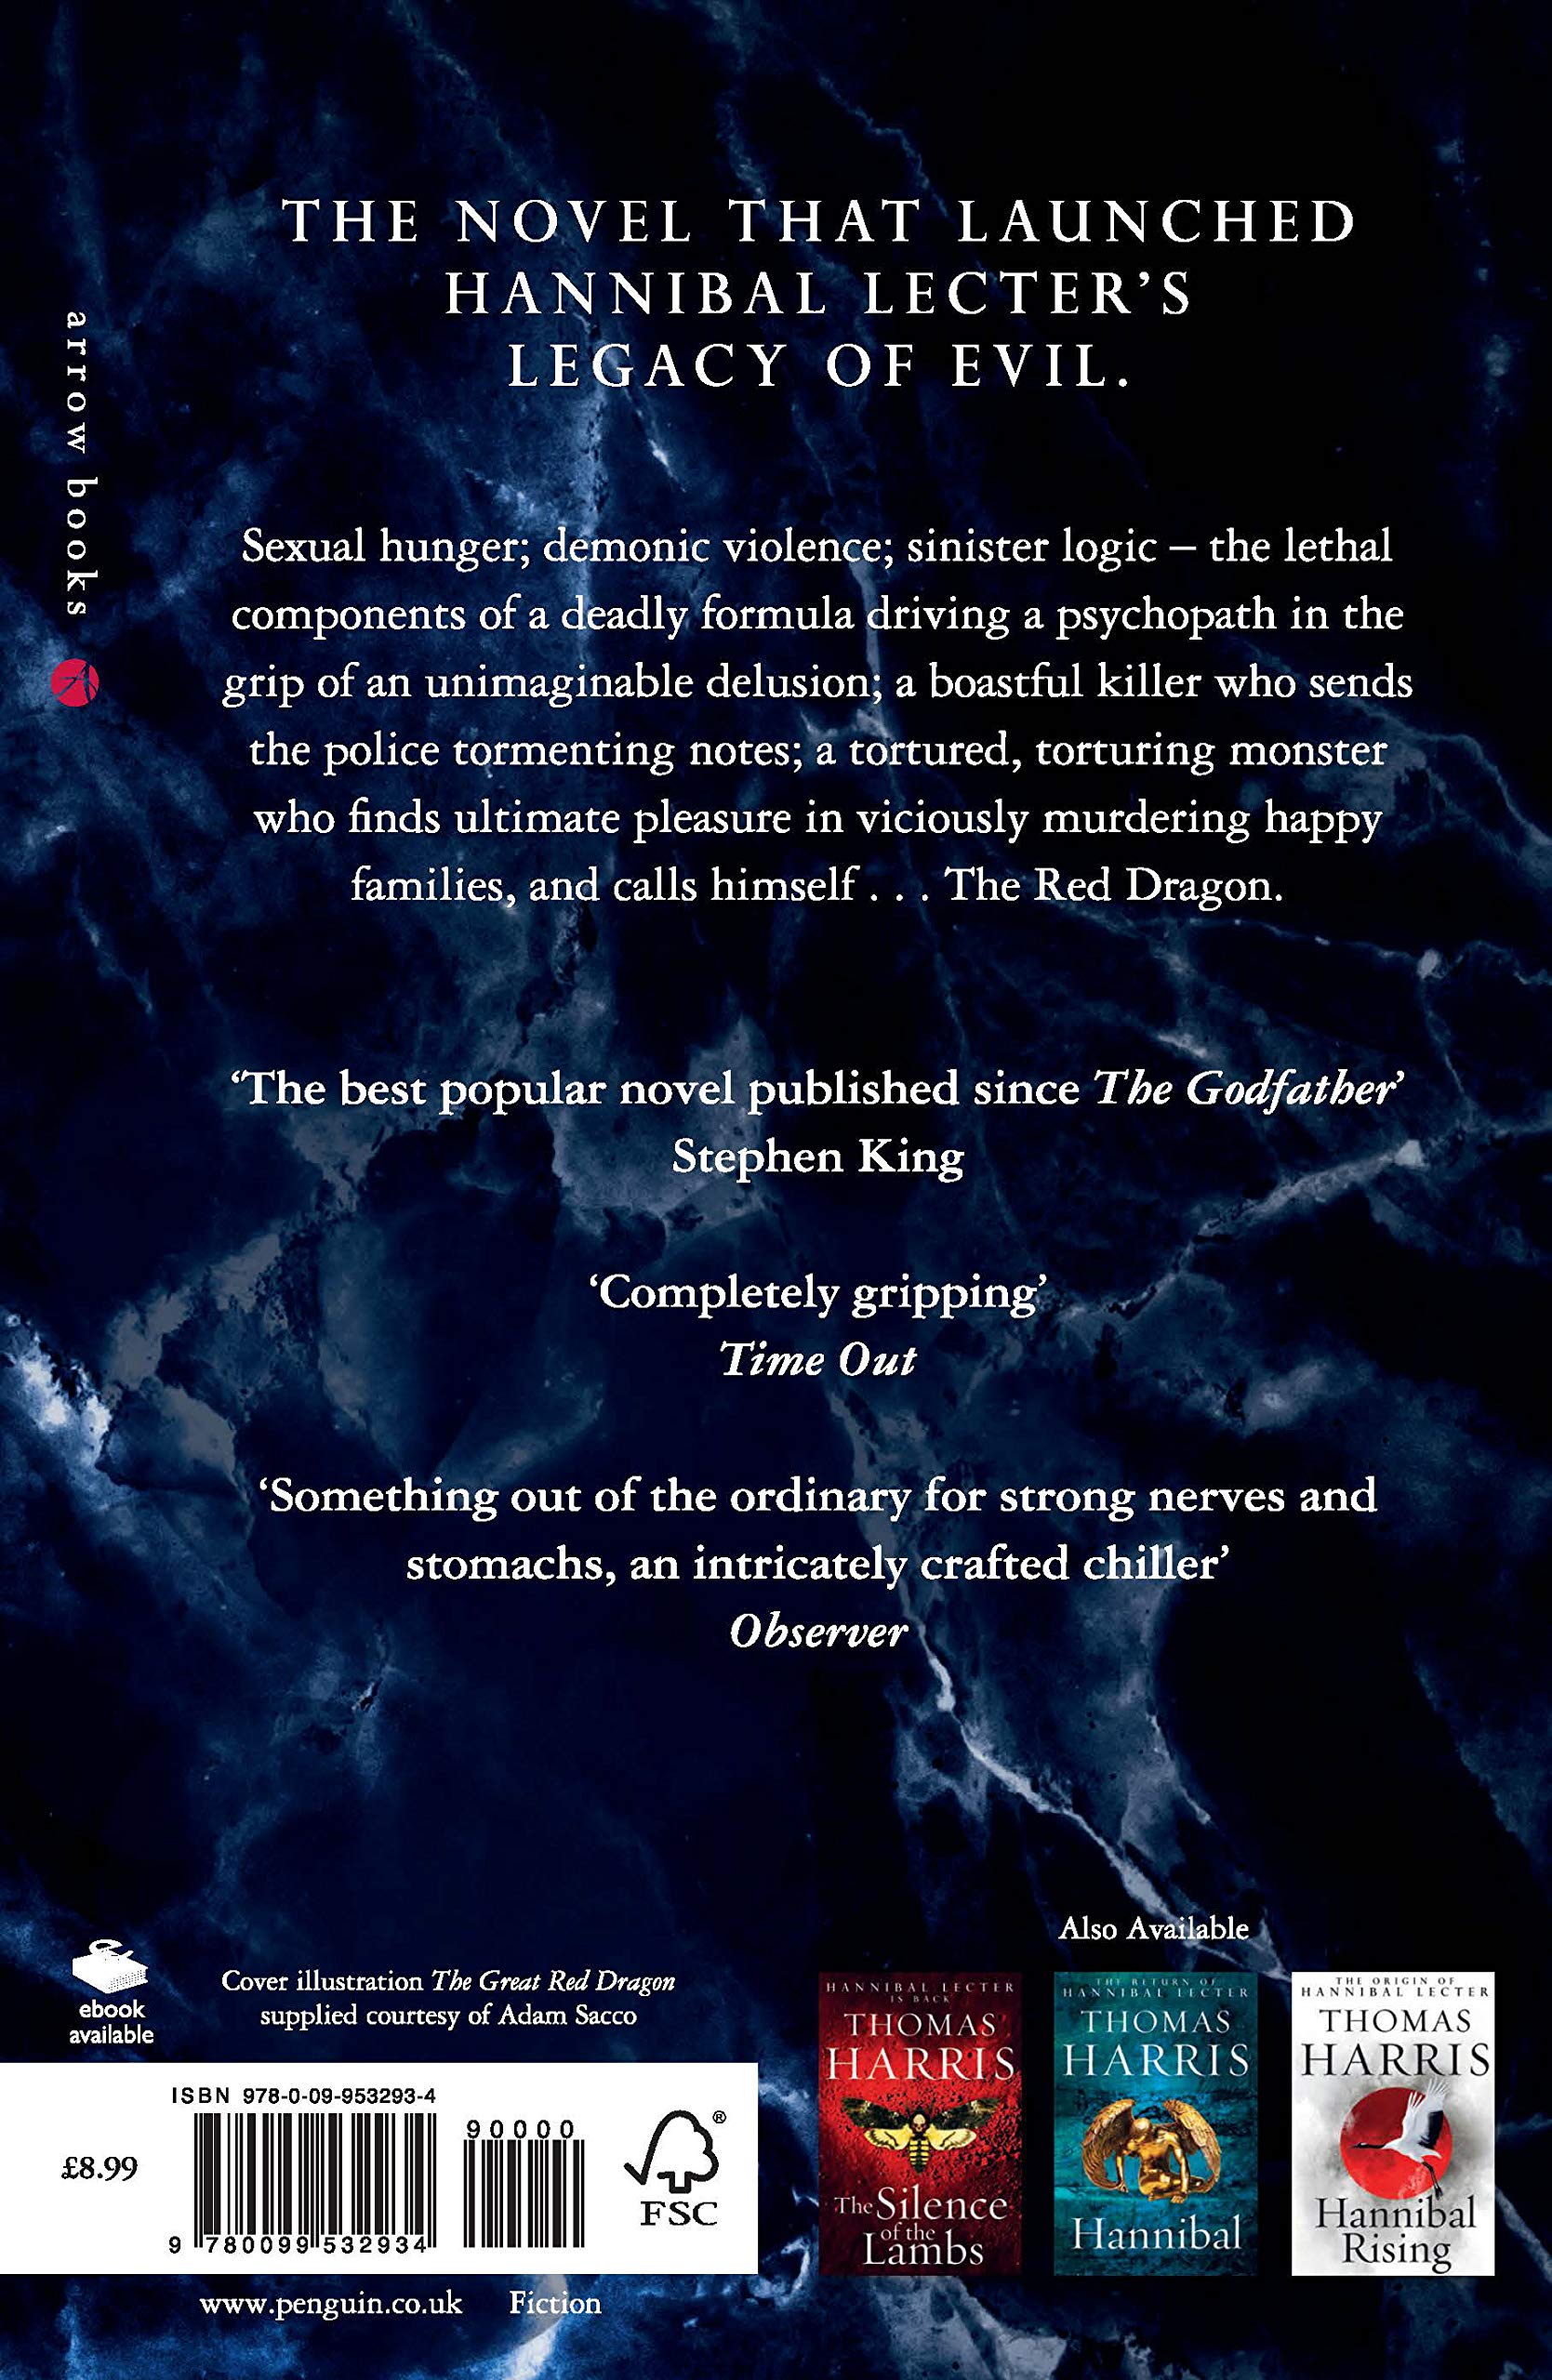 THE NOVEL THAT LAUNCHED
HANNIBAL LECTER’S
LEGACY OF EVIL.
arrow books
Sexual hunger; demonic violence; sinister logic – the lethal
components of a deadly formula driving a psychopath in the
grip of an unimaginable delusion; a boastful killer who sends
the police tormenting notes; a tortured, torturing monster
who finds ultimate pleasure in viciously murdering happy
families, and calls himself . . . The Red Dragon.
‘The best popular novel published since The Godfather’
Stephen King
‘Completely gripping’
Time Out
‘Something out of the ordinary for strong nerves and
stomachs, an intricately crafted chiller’
Observer
ebook
available
Cover illustration The Great Red Dragon
supplied courtesy of Adam Sacco
ISBN 978-0-09-953293-4
90000
£8.99
9 780099 532934
®
FSC
www.penguin.co.uk Fiction
Also Available
HANNIBAL LECTER
IS BACK
THOMAS
HARRIS
The Silence
of the
Lambs
THE RETURN OF
HANNIBAL LECTER
THOMAS
HARRIS
Hannibal
THE ORIGIN OF
HANNIBAL LECTER
THOMAS
HARRIS
Hannibal
Rising